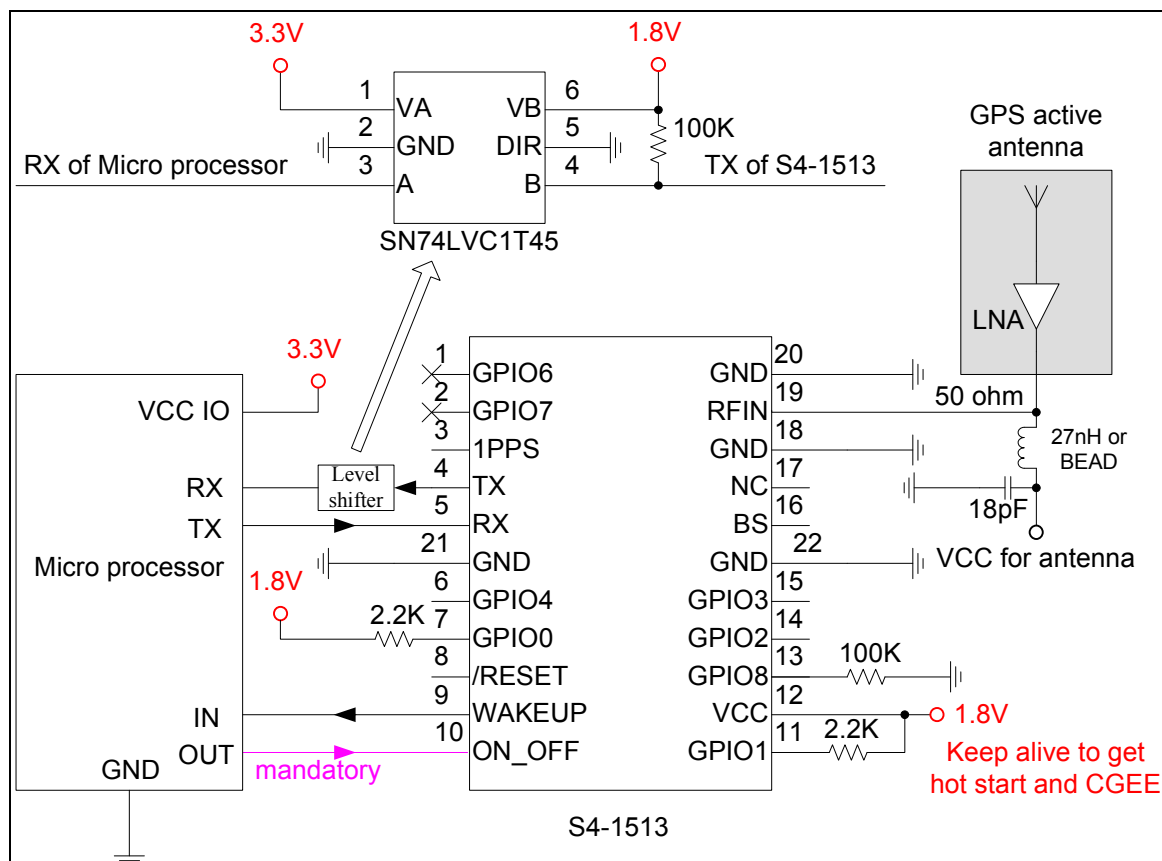 3.3V
1.8V
1
VA
VB
6
2
GND
DIR
5
100K
RX of Micro processor
3
A
B
4
TX of S4-1513
SN74LVC1T45
GPS active
antenna
LNA
50 ohm
27nH or
BEAD
18pF
VCC for antenna
3.3V
VCC IO
RX
Level
shifter
TX
Micro processor
1.8V
2.2K
IN
OUT
mandatory
GND
1
GPIO6
2
GPIO7
3
1PPS
4
TX
5
RX
21
GND
6
GPIO4
7
GPIO0
8
/RESET
9
WAKEUP
10
ON_OFF
GND
20
RFIN
19
GND
18
NC
17
BS
16
GND
22
GPIO3
15
GPIO2
14
GPIO8
13
100K
VCC
12
1.8V
GPIO1
11
2.2K
Keep alive to get
hot start and CGEE
S4-1513